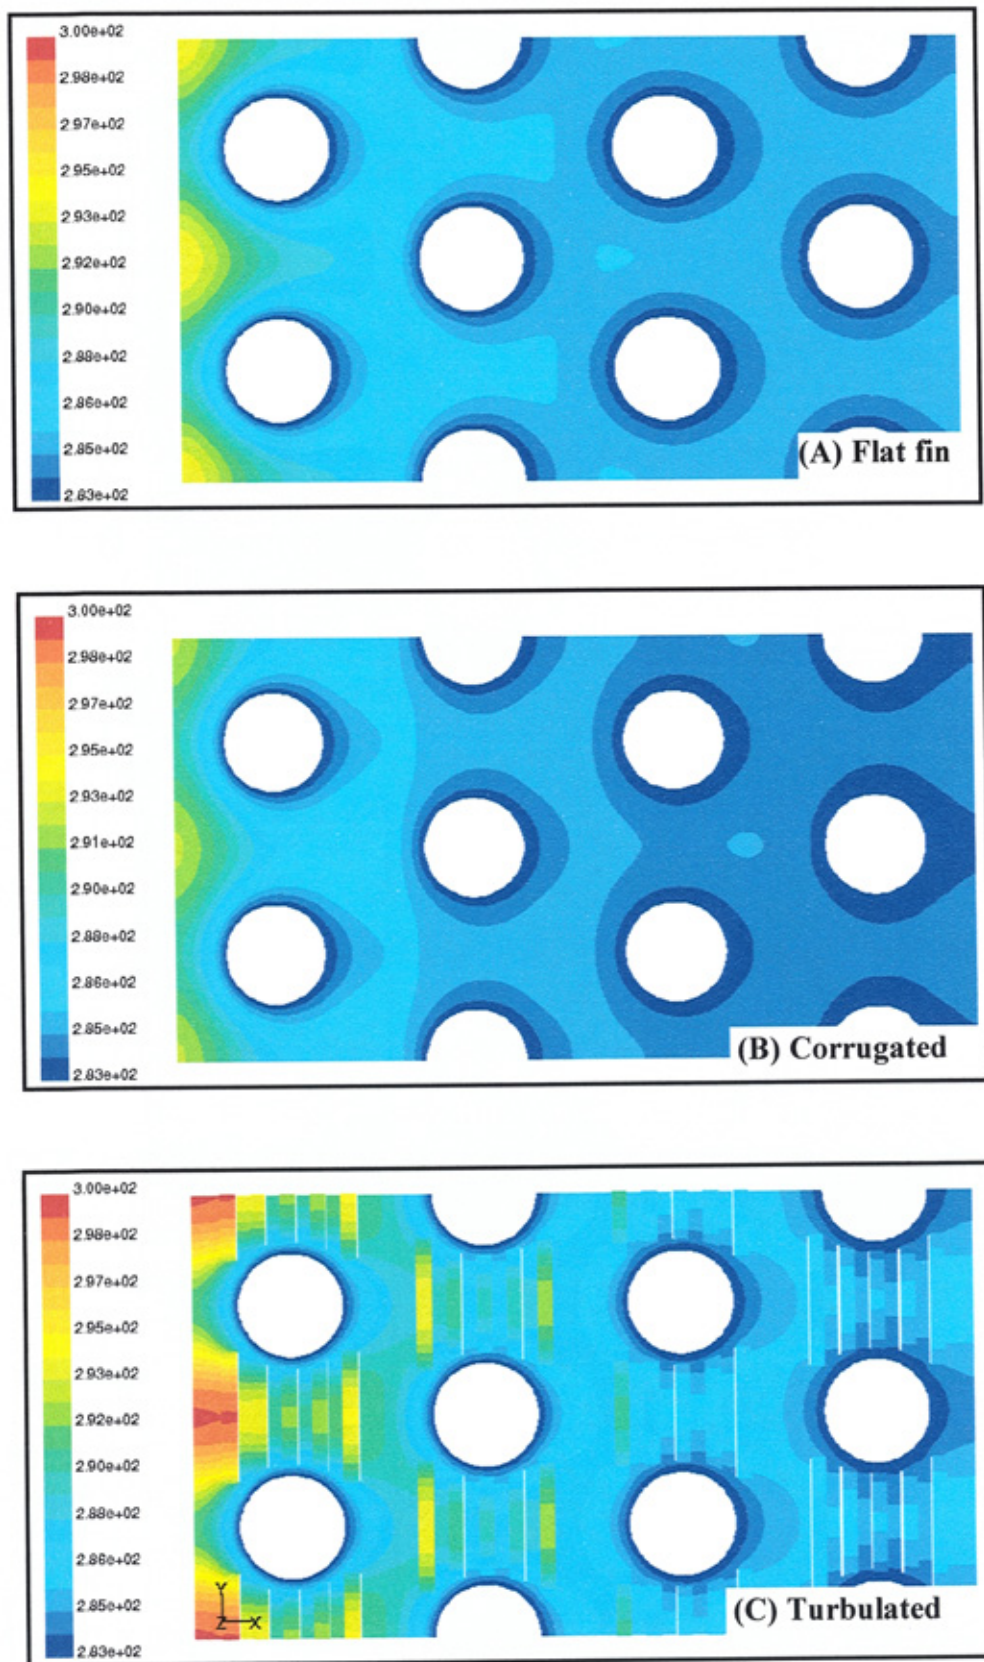 3.00e+02
2.98e+02
2.97e+02
2.95e+02
2.93e+02
2.92e+02
2.90e+02
2.88e+02
2.86e+02
2.85e+02
2.83e+02
(A) Flat fin
3.00e+02
2.98e+02
2.97e+02
2.95e+02
2.93e+02
2.91e+02
2.90e+02
2.88e+02
2.86e+02
2.85e+02
2.83e+02
(B) Corrugated
3.00e+02
2.98e+02
2.97e+02
2.95e+02
2.93e+02
2.92e+02
2.90e+02
2.88e+02
2.86e+02
2.85e+02
2.83e+02
Y
Z X
(C) Turbulated